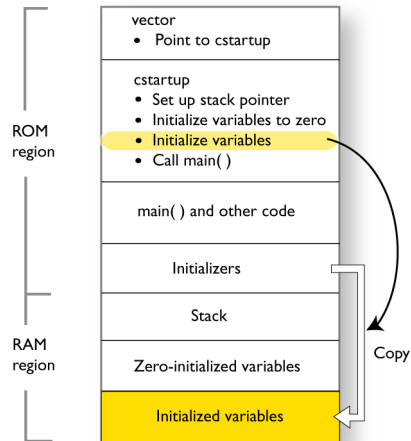 vector
• Point to cstartup
cstartup
• Set up stack pointer
• Initialize variables to zero
• Initialize variables
• Call main( )
ROM
region
main( ) and other code
Initializers
Stack
RAM
region
Copy
Zero-initialized variables
Initialized variables